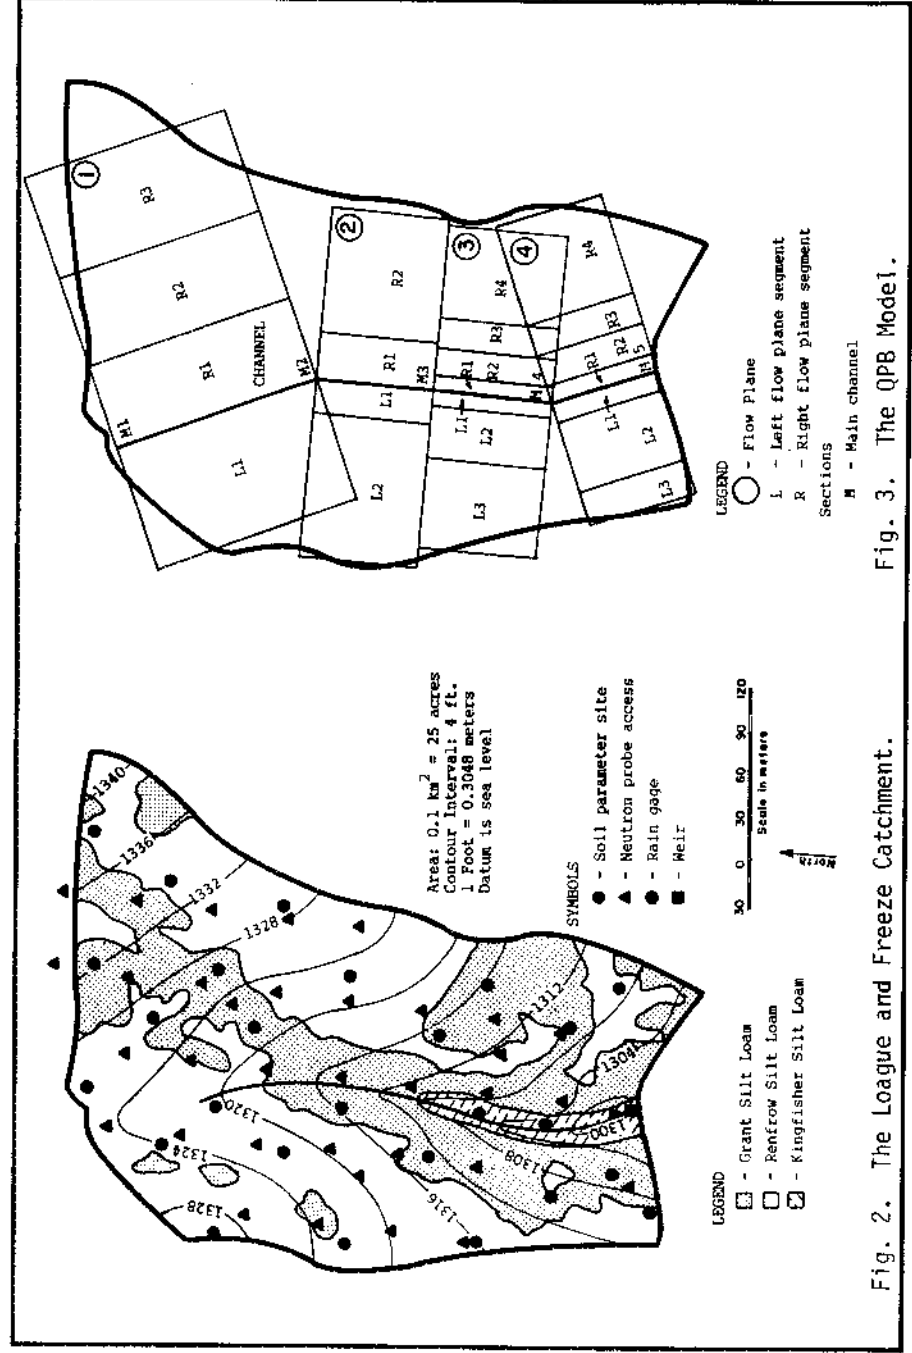 1340
1336
1332
1328
1320
1324
1328
1316
1312
1308
1304
1300
Area: 0.1 km2 = 25 acres
Contour Interval: 4 ft.
1 Foot = 0.3048 meters
Datum is sea level
SYMBOLS
- Soil parameter site
- Neutron probe access
- Rain gage
- Weir
LEGEND
- Grant Silt Loam
- Renfrow Silt Loam
- Kingfisher Silt Loam
30 0 30 60 90 120
Scale in meters
North
Fig. 2. The Loague and Freeze Catchment.
1
M1
L1
R1
R2
R3
CHANNEL
M2
2
L2
L1
R1
R2
M3
3
L3
L2
L1
R1
R2
R3
R4
M 4
4
L3
L2
L1
R1
R2
R3
R4
M 5
LEGEND
- Flow Plane
L - Left flow plane segment
R - Right flow plane segment
Sections
M - Main channel
Fig. 3. The QPB Model.